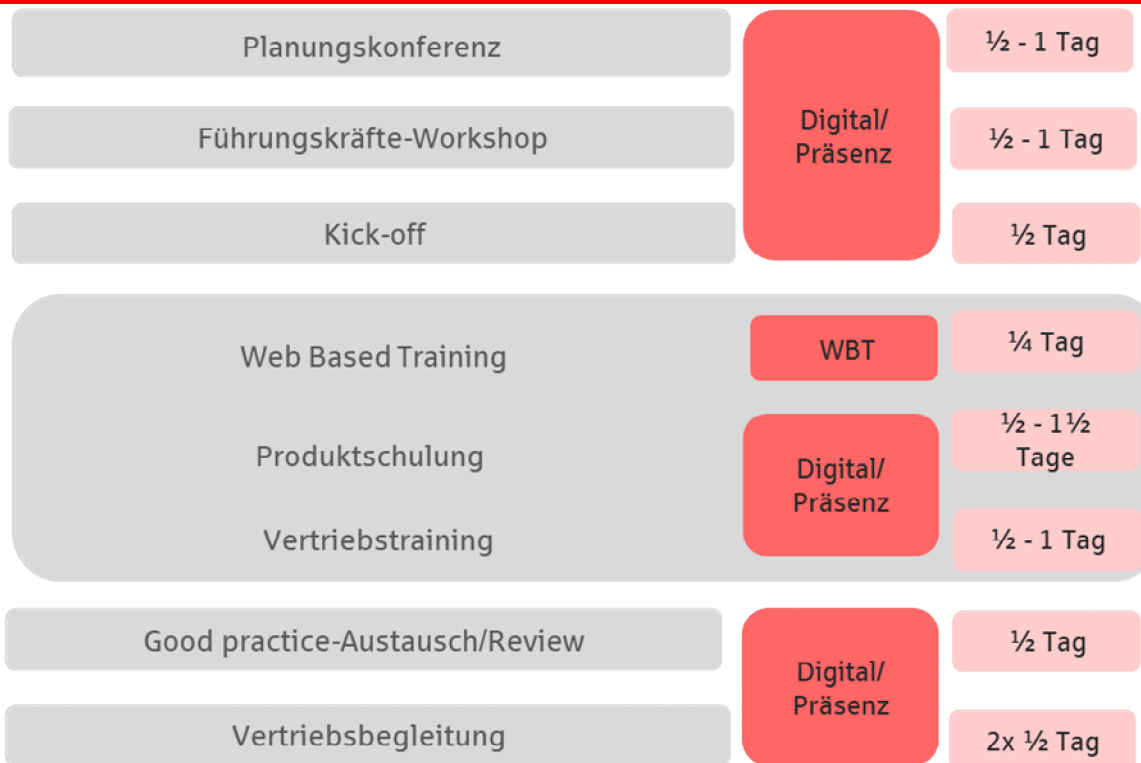 Planungskonferenz
½ - 1 Tag
Führungskräfte-Workshop
Digital/
Präsenz
½ - 1 Tag
Kick-off
½ Tag
Web Based Training
WBT
¼ Tag
Produktschulung
Digital/
Präsenz
½ - 1½
Tage
Vertriebstraining
½ - 1 Tag
Good practice-Austausch/Review
½ Tag
Digital/
Präsenz
Vertriebsbegleitung
2x ½ Tag